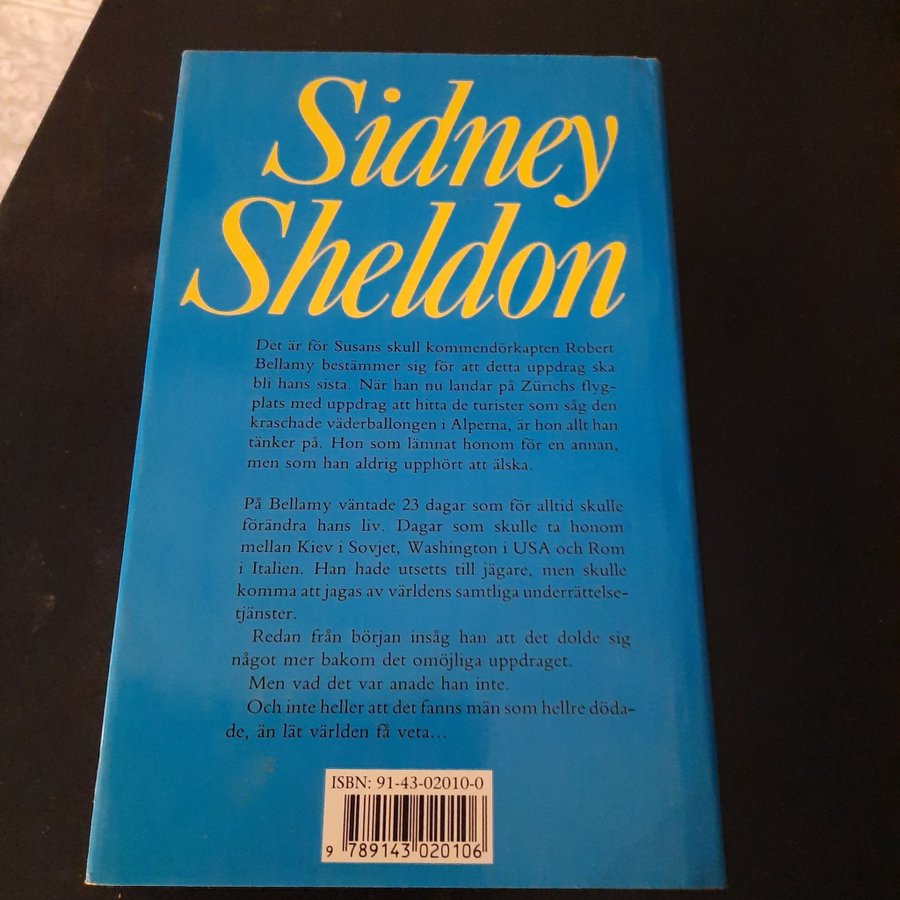 Sidney
Sheldon
Det är för Susans skull kommendörkapten Robert
Bellamy bestämmer sig för att detta uppdrag ska
bli hans sista. När han nu landar på Zürichs flyg-
plats med uppdrag att hitta de turister som såg den
kraschade väderballongen i Alperna, är hon allt han
tänker på. Hon som lämnat honom för en annan,
men som han aldrig upphört att älska.
På Bellamy väntade 23 dagar som för alltid skulle
förändra hans liv. Dagar som skulle ta honom
mellan Kiev i Sovjet, Washington i USA och Rom
i Italien. Han hade utsetts till jägare, men skulle
komma att jagas av världens samtliga underrättelse-
tjänster.
Redan från början insåg han att det dolde sig
något mer bakom det omöjliga uppdraget.
Men vad det var anade han inte.
Och inte heller att det fanns män som hellre döda-
de, än lät världen få veta...
ISBN: 91-43-02010-0
9 789143 020106